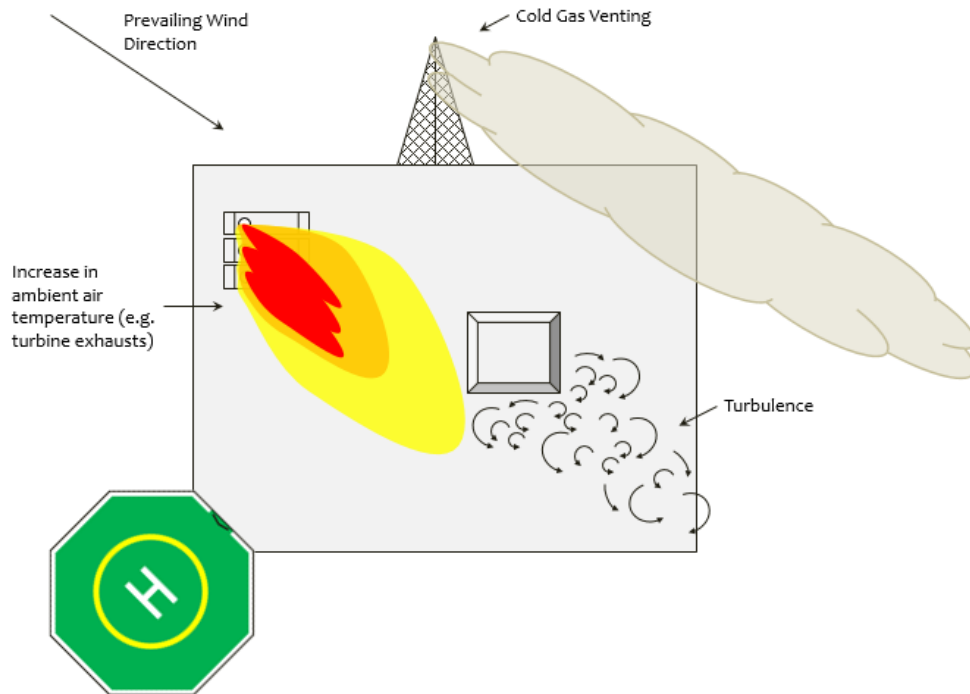 Prevailing Wind
Direction
Cold Gas Venting
Increase in
ambient air
temperature (e.g.
turbine exhausts)
Turbulence
H